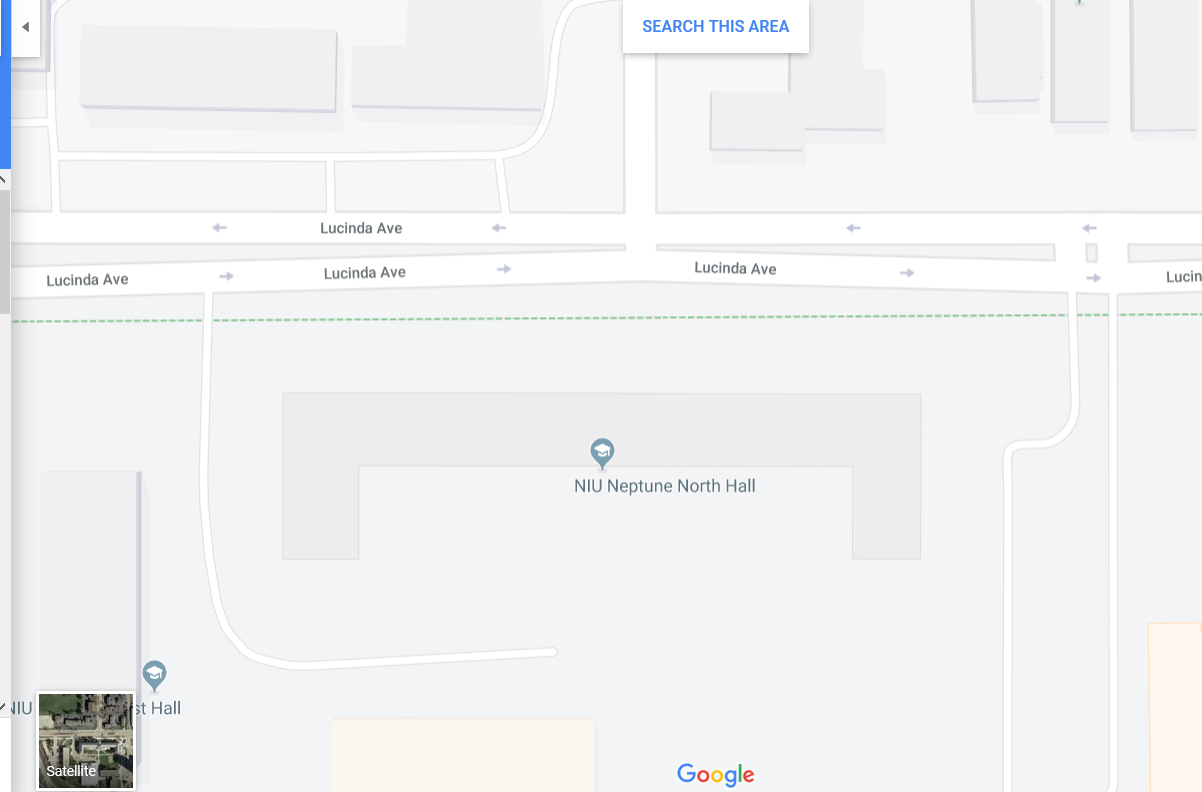 SEARCH THIS AREA
Lucinda Ave
Lucinda Ave
Lucinda Ave
Lucinda Ave
Lucin
NIU Neptune North Hall
NIU st Hall
Satellite
Google